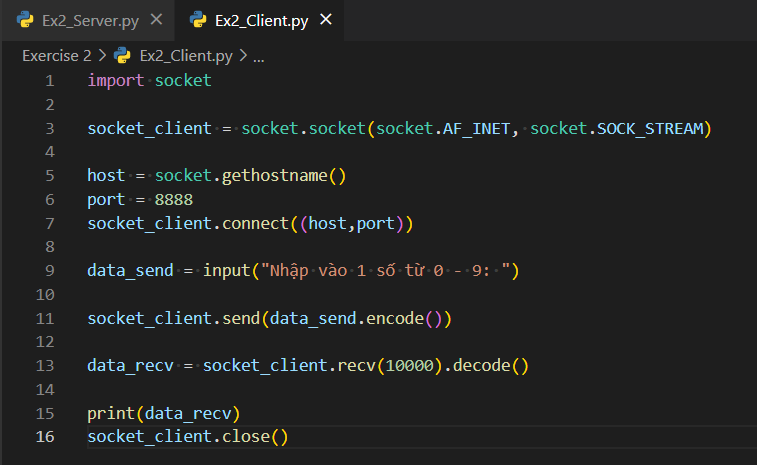 Ex2_Server.py Ex2_Client.py
Exercise 2 > Ex2_Client.py > ...
1 import socket
2
3 socket_client = socket.socket(socket.AF_INET, socket.SOCK_STREAM)
4
5 host = socket.gethostname()
6 port = 8888
7 socket_client.connect((host,port))
8
9 data_send = input("Nhập vào 1 số từ 0 - 9: ")
10
11 socket_client.send(data_send.encode())
12
13 data_recv = socket_client.recv(10000).decode()
14
15 print(data_recv)
16 socket_client.close()